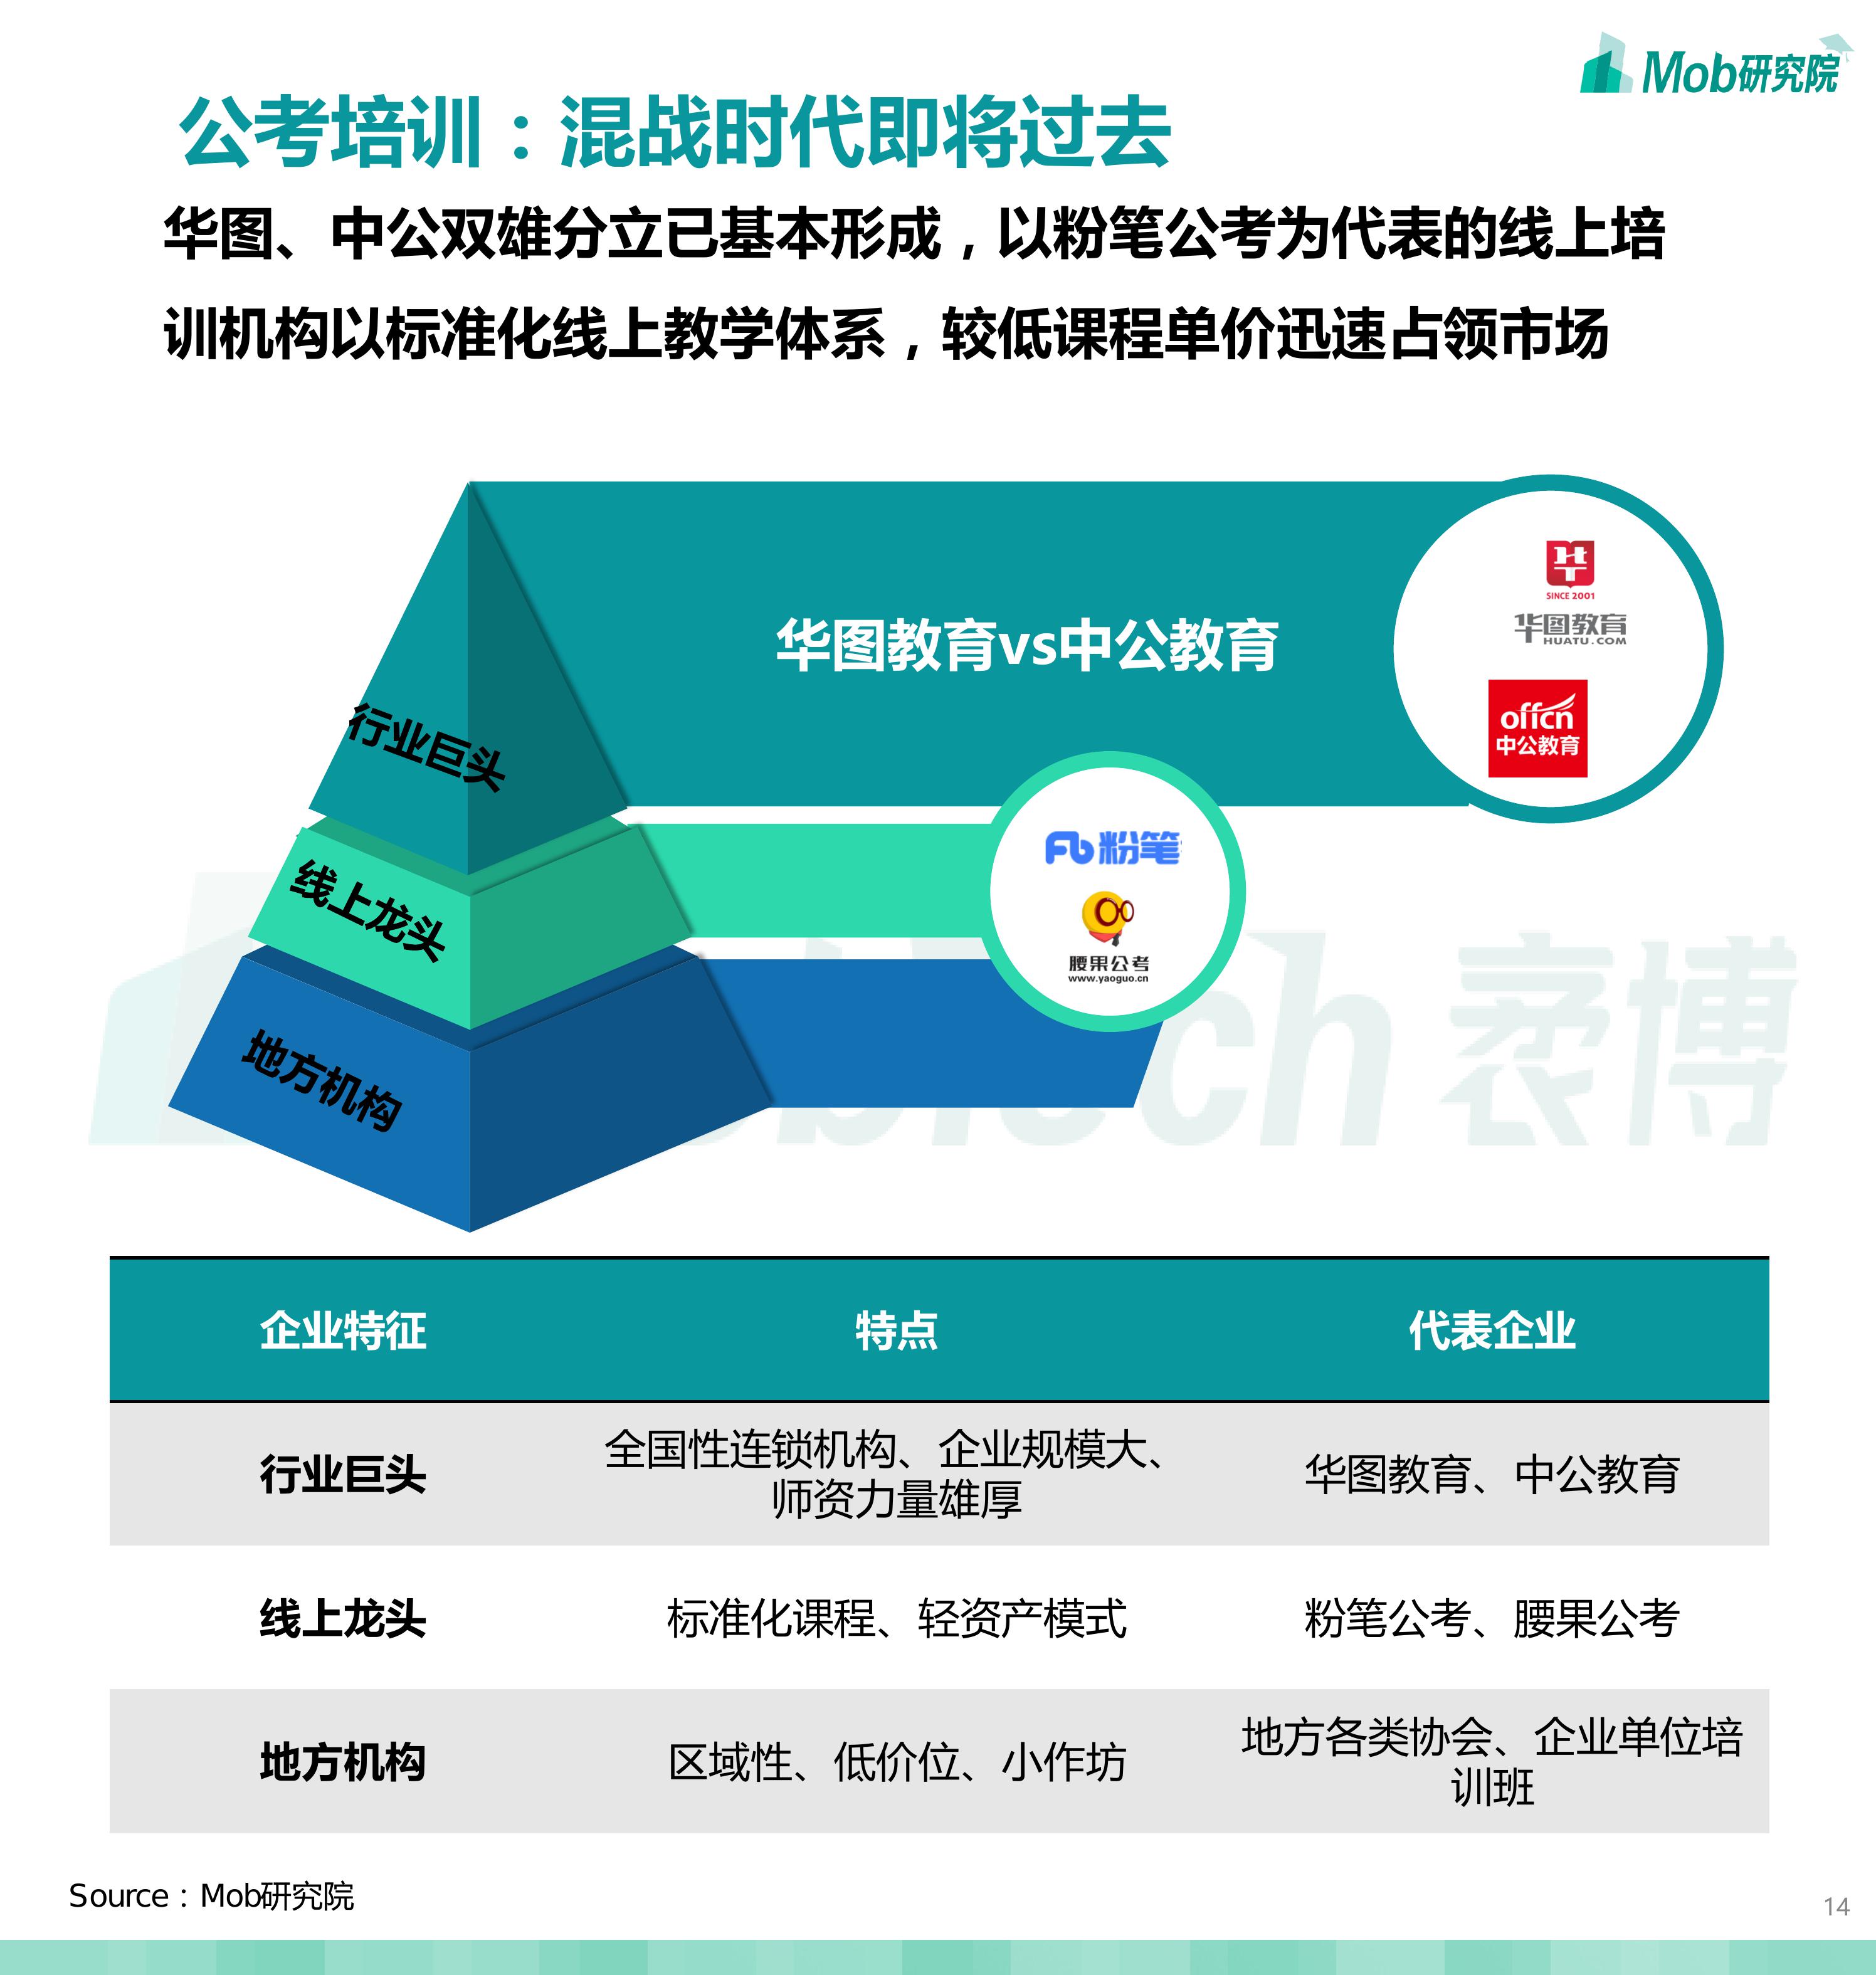 Mob研究院
公考培训：混战时代即将过去
华图、中公双雄分立已基本形成，以粉笔公考为代表的线上培
训机构以标准化线上教学体系，较低课程单价迅速占领市场
华图教育vs中公教育
SINCE 2001
华图教育
HUATU.COM
offcn
中公教育
行业巨头
Fb粉笔
腰果公考
www.yaoguo.cn
线上龙头
地方机构
企业特征 特点 代表企业
行业巨头
全国性连锁机构、企业规模大、
师资力量雄厚
华图教育、中公教育
线上龙头 标准化课程、轻资产模式 粉笔公考、腰果公考
地方机构 区域性、低价位、小作坊
地方各类协会、企业单位培
训班
Source：Mob研究院
14